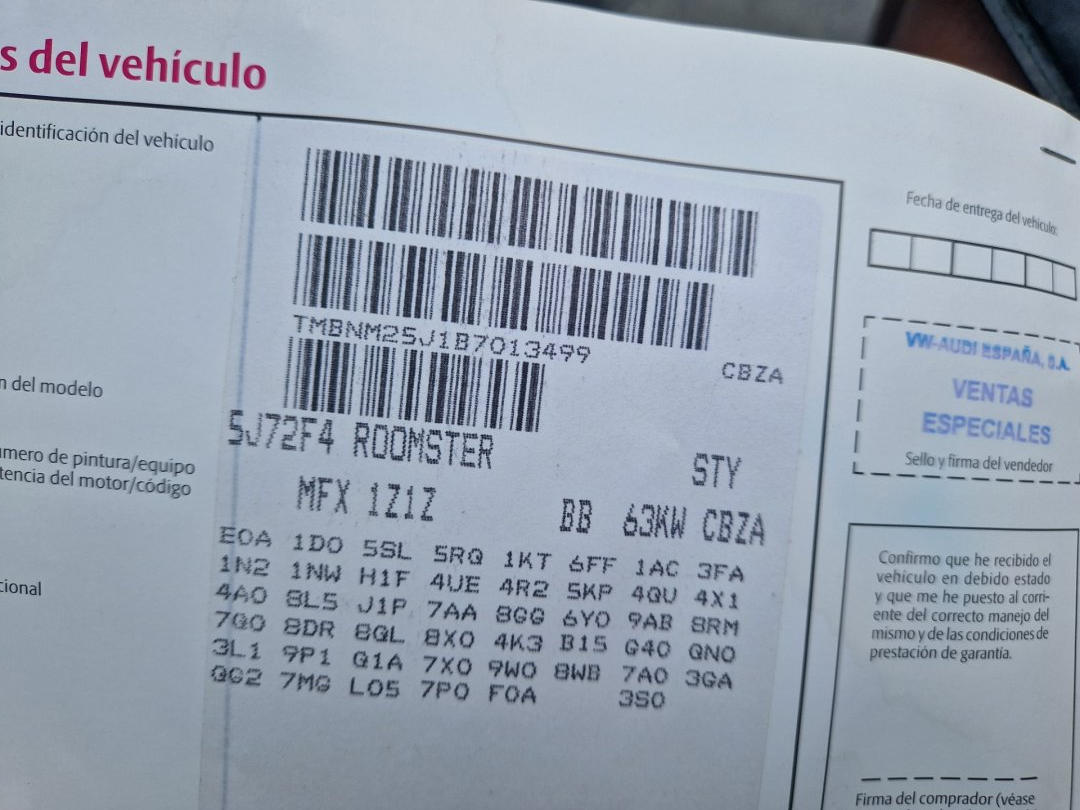 s del vehículo
identificación del vehículo
TMBNM25J1B7013499
CBZA
5J72F4 ROOMSTER
STY
MFX 1Z1Z
BB 63KW CBZA
E0A 1D0 5SL 5RQ 1KT 6FF 1AC 3FA
1N2 1NW H1F 4UE 4R2 5KP 4QU 4X1
4A0 8L5 J1P 7AA 8GG 6Y0 9AB 8RM
7Q0 8DR 8QL 8X0 4K3 B15 G40 QN0
3L1 9P1 Q1A 7X0 9W0 8WB 7A0 3GA
QG2 7MG L05 7P0 F0A 3S0
n del modelo
úmero de pintura/equipo
tencia del motor/código
cional
Fecha de entrega del vehículo:
VW-AUDI ESPAÑA, S.A.
VENTAS
ESPECIALES
Sello y firma del vendedor
Confirmo que he recibido el
vehículo en debido estado
y que me he puesto al corri-
ente del correcto manejo del
mismo y de las condiciones de
prestación de garantía.
Firma del comprador (véase